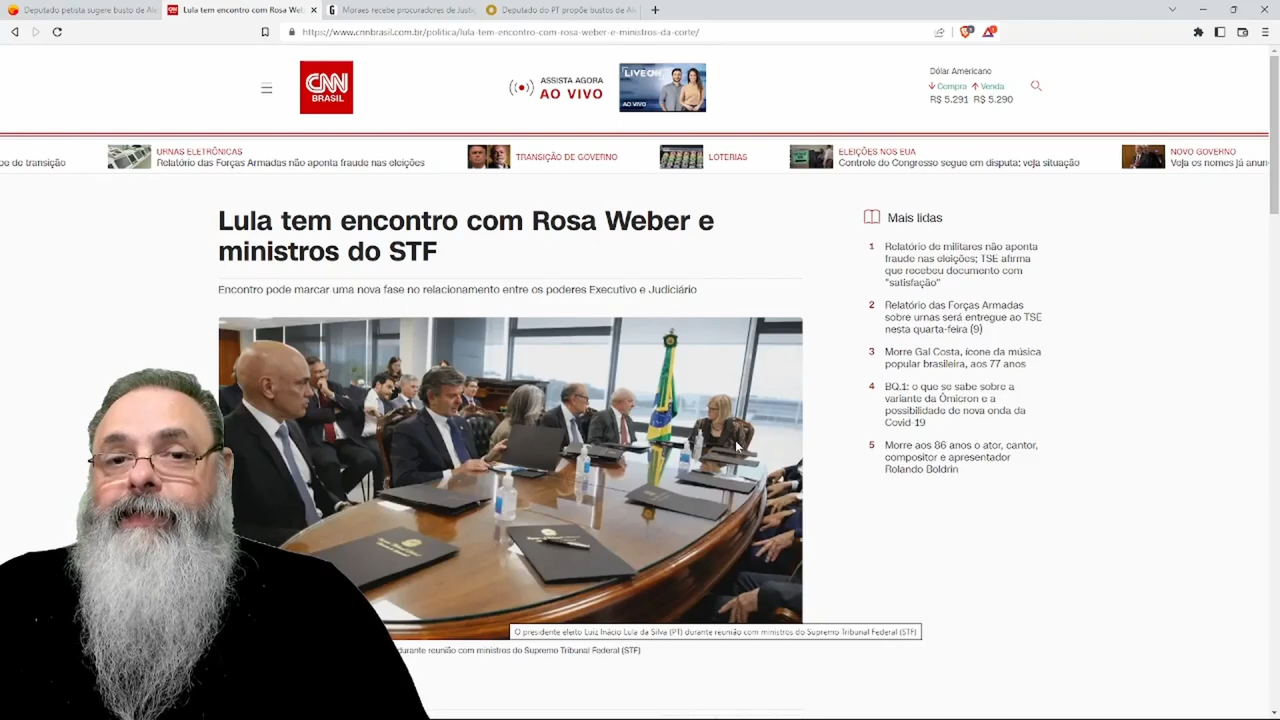 Deputado petista sugere busto de Ale
Lula tem encontro com Rosa Web
Moraes recebe procuradores de Justiç
Deputado do PT propõe bustos de Al
https://www.cnnbrasil.com.br/politica/lula-tem-encontro-com-rosa-weber-e-ministros-da-corte/
CNN
BRASIL
ASSISTA AGORA
AO VIVO
LIVE CNN
AO VIVO
Dólar Americano
Compra Venda
R$ 5.291 R$ 5.290
de transição
URNAS ELETRÔNICAS
Relatório das Forças Armadas não aponta fraude nas eleições
TRANSIÇÃO DE GOVERNO
LOTERIAS
ELEIÇÕES NOS EUA
Controle do Congresso segue em disputa; veja situação
NOVO GOVERNO
Veja os nomes já anun
Lula tem encontro com Rosa Weber e
ministros do STF
Encontro pode marcar uma nova fase no relacionamento entre os poderes Executivo e Judiciário
O presidente eleito Luiz Inácio Lula da Silva (PT) durante reunião com ministros do Supremo Tribunal Federal (STF)
durante reunião com ministros do Supremo Tribunal Federal (STF)
Mais lidas
1 Relatório de militares não aponta
fraude nas eleições; TSE afirma
que recebeu documento com
"satisfação"
2 Relatório das Forças Armadas
sobre urnas será entregue ao TSE
nesta quarta-feira (9)
3 Morre Gal Costa, ícone da música
popular brasileira, aos 77 anos
4 BQ.1: o que se sabe sobre a
variante da Ômicron e a
possibilidade de nova onda da
Covid-19
5 Morre aos 86 anos o ator, cantor,
compositor e apresentador
Rolando Boldrin